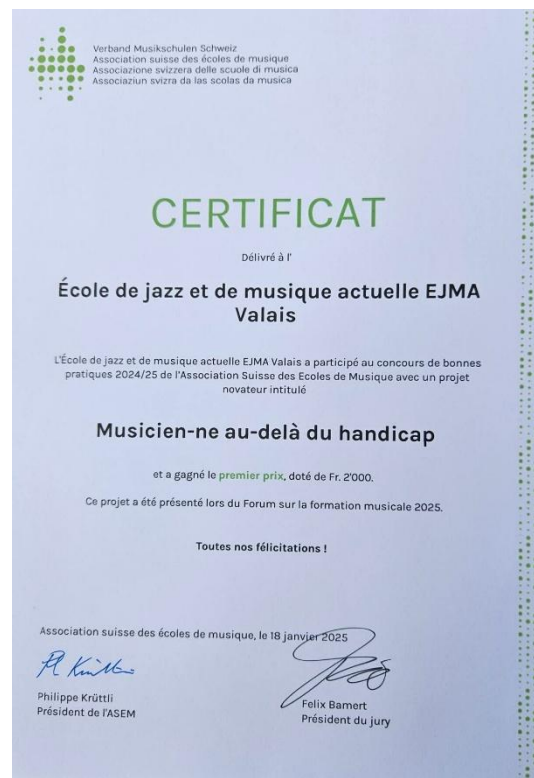 Verband Musikschulen Schweiz
Association suisse des écoles de musique
Associazione svizzera delle scuole di musica
Associaziun svizra da las scolas da musica
CERTIFICAT
Délivré à l'
École de jazz et de musique actuelle EJMA
Valais
L'École de jazz et de musique actuelle EJMA Valais a participé au concours de bonnes
pratiques 2024/25 de l'Association Suisse des Ecoles de Musique avec un projet
novateur intitulé
Musicien-ne au-delà du handicap
et a gagné le premier prix, doté de Fr. 2'000.
Ce projet a été présenté lors du Forum sur la formation musicale 2025.
Toutes nos félicitations !
Association suisse des écoles de musique, le 18 janvier 2025
Philippe Krüttli
Président de l'ASEM
Felix Bamert
Président du jury